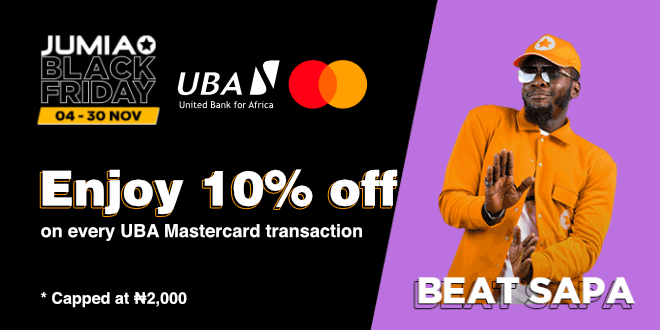 JUMIA
BLACK
FRIDAY
04 - 30 NOV
UBA
United Bank for Africa
Enjoy 10% off
on every UBA Mastercard transaction
* Capped at ₦2,000
BEAT SAPA